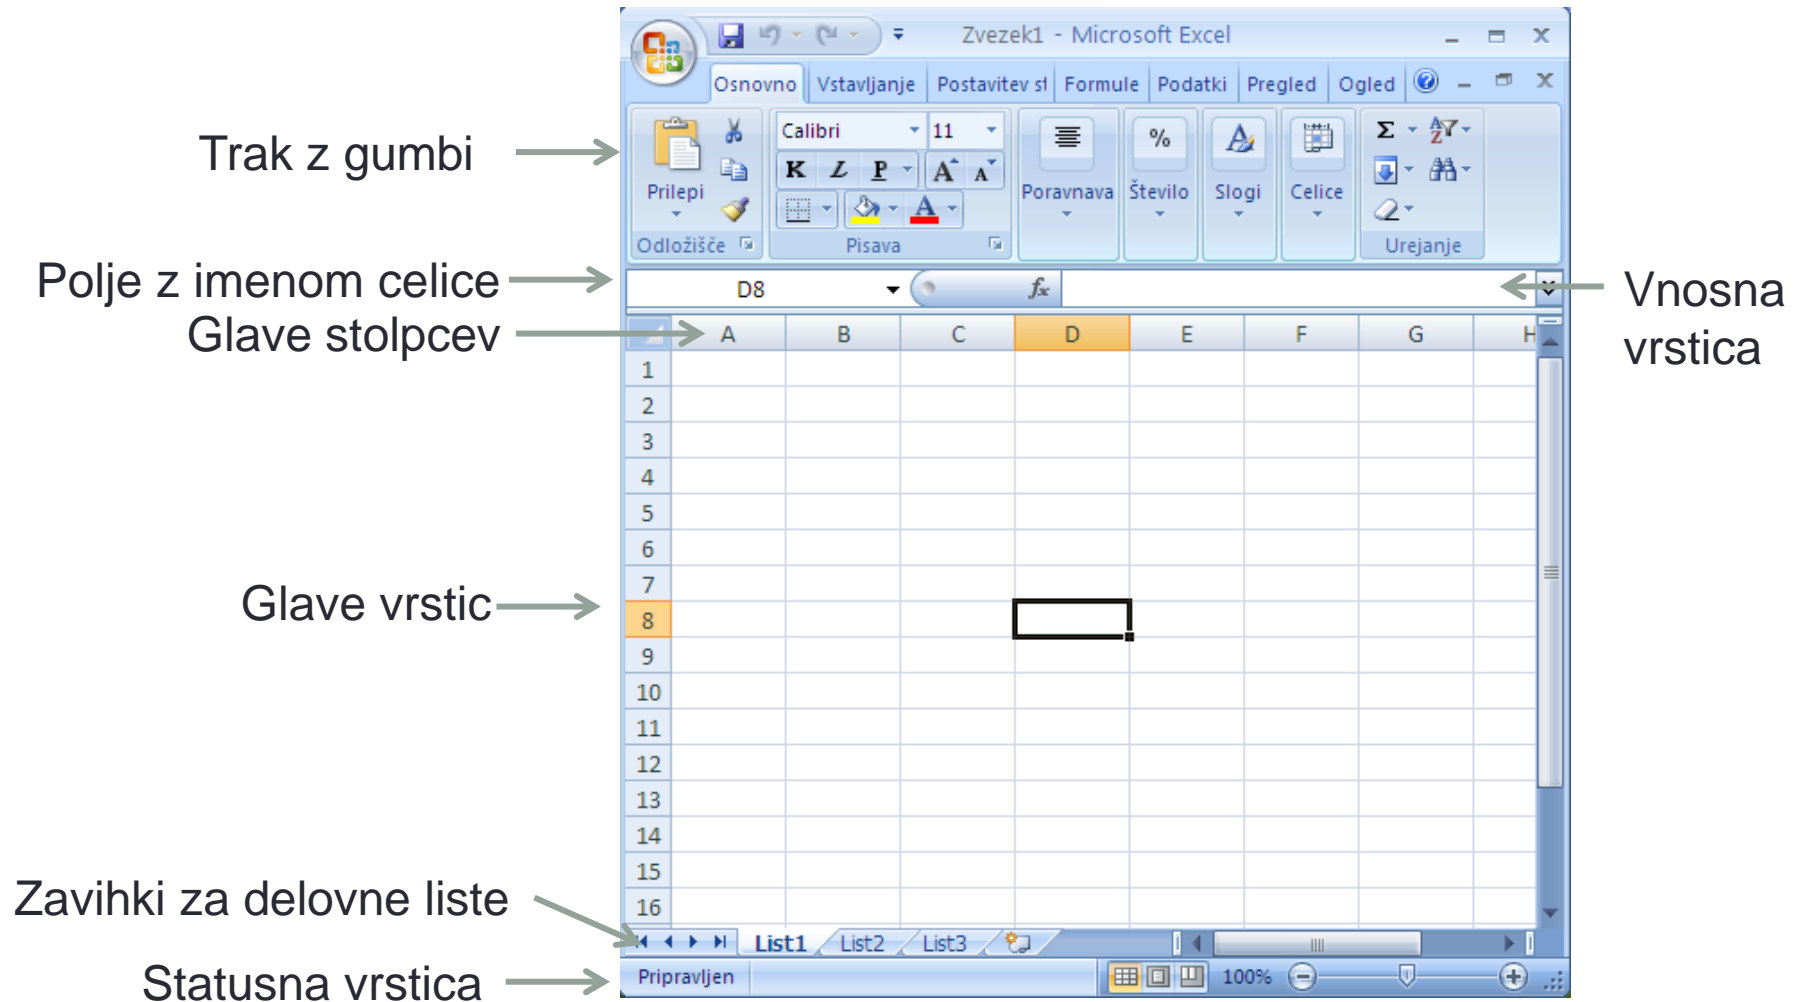 Zvezek1 - Microsoft Excel
Osnovno Vstavljanje Postavitev st Formule Podatki Pregled Ogled
Trak z gumbi
Calibri 11
K L P A A
Prilepi
A
Σ A Z
%
Poravnava Število Slogi Celice
Odložišče Pisava Urejanje
Polje z imenom celice
D8 fx
Vnosna
vrstica
Glave stolpcev
A B C D E F G H
1
2
3
4
5
6
7
Glave vrstic
8
9
10
11
12
13
14
15
16
Zavihki za delovne liste
List1 List2 List3
Statusna vrstica
Pripravljen 100%